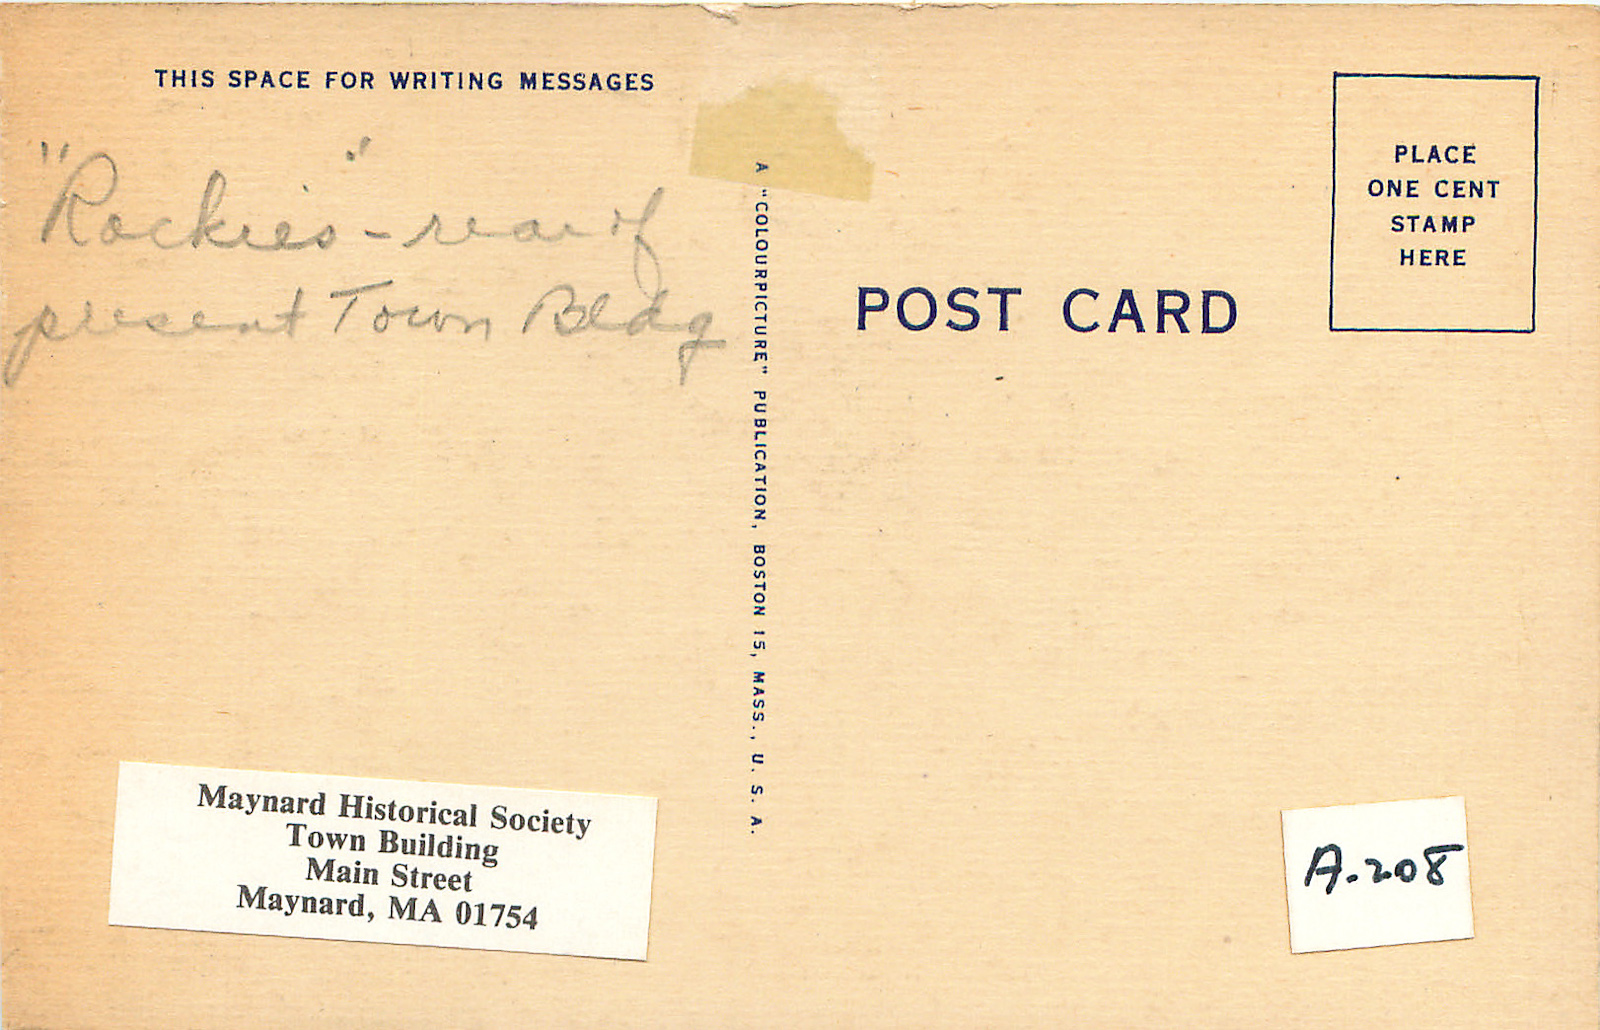 THIS SPACE FOR WRITING MESSAGES
"Rockies" - rear of
present Town Bldg
A "COLOURPICTURE" PUBLICATION, BOSTON 15, MASS., U. S. A.
POST CARD
PLACE
ONE CENT
STAMP
HERE
Maynard Historical Society
Town Building
Main Street
Maynard, MA 01754
A.208